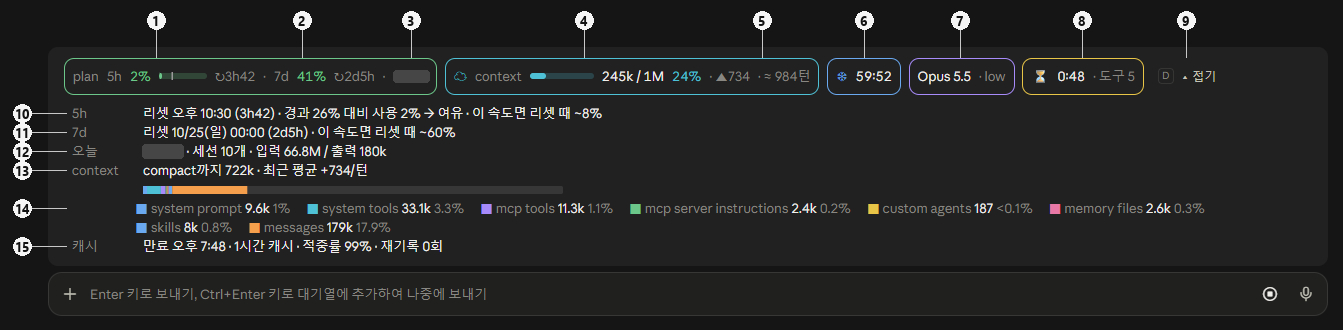 1 2 3 4 5 6 7 8 9
plan 5h 2% ↻3h42 · 7d 41% ↻2d5h · context 245k / 1M 24% · ▲734 · ≈ 984턴 ❄ 59:52 Opus 5.5 · low ⏳ 0:48 · 도구 5 D ▴ 접기
10 5h 리셋 오후 10:30 (3h42) · 경과 26% 대비 사용 2% → 여유 · 이 속도면 리셋 때 ~8%
11 7d 리셋 10/25(일) 00:00 (2d5h) · 이 속도면 리셋 때 ~60%
12 오늘 · 세션 10개 · 입력 66.8M / 출력 180k
13 context compact까지 722k · 최근 평균 +734/턴
14 system prompt 9.6k 1% system tools 33.1k 3.3% mcp tools 11.3k 1.1% mcp server instructions 2.4k 0.2% custom agents 187 <0.1% memory files 2.6k 0.3%
skills 8k 0.8% messages 179k 17.9%
15 캐시 만료 오후 7:48 · 1시간 캐시 · 적중률 99% · 재기록 0회
Enter 키로 보내기, Ctrl+Enter 키로 대기열에 추가하여 나중에 보내기